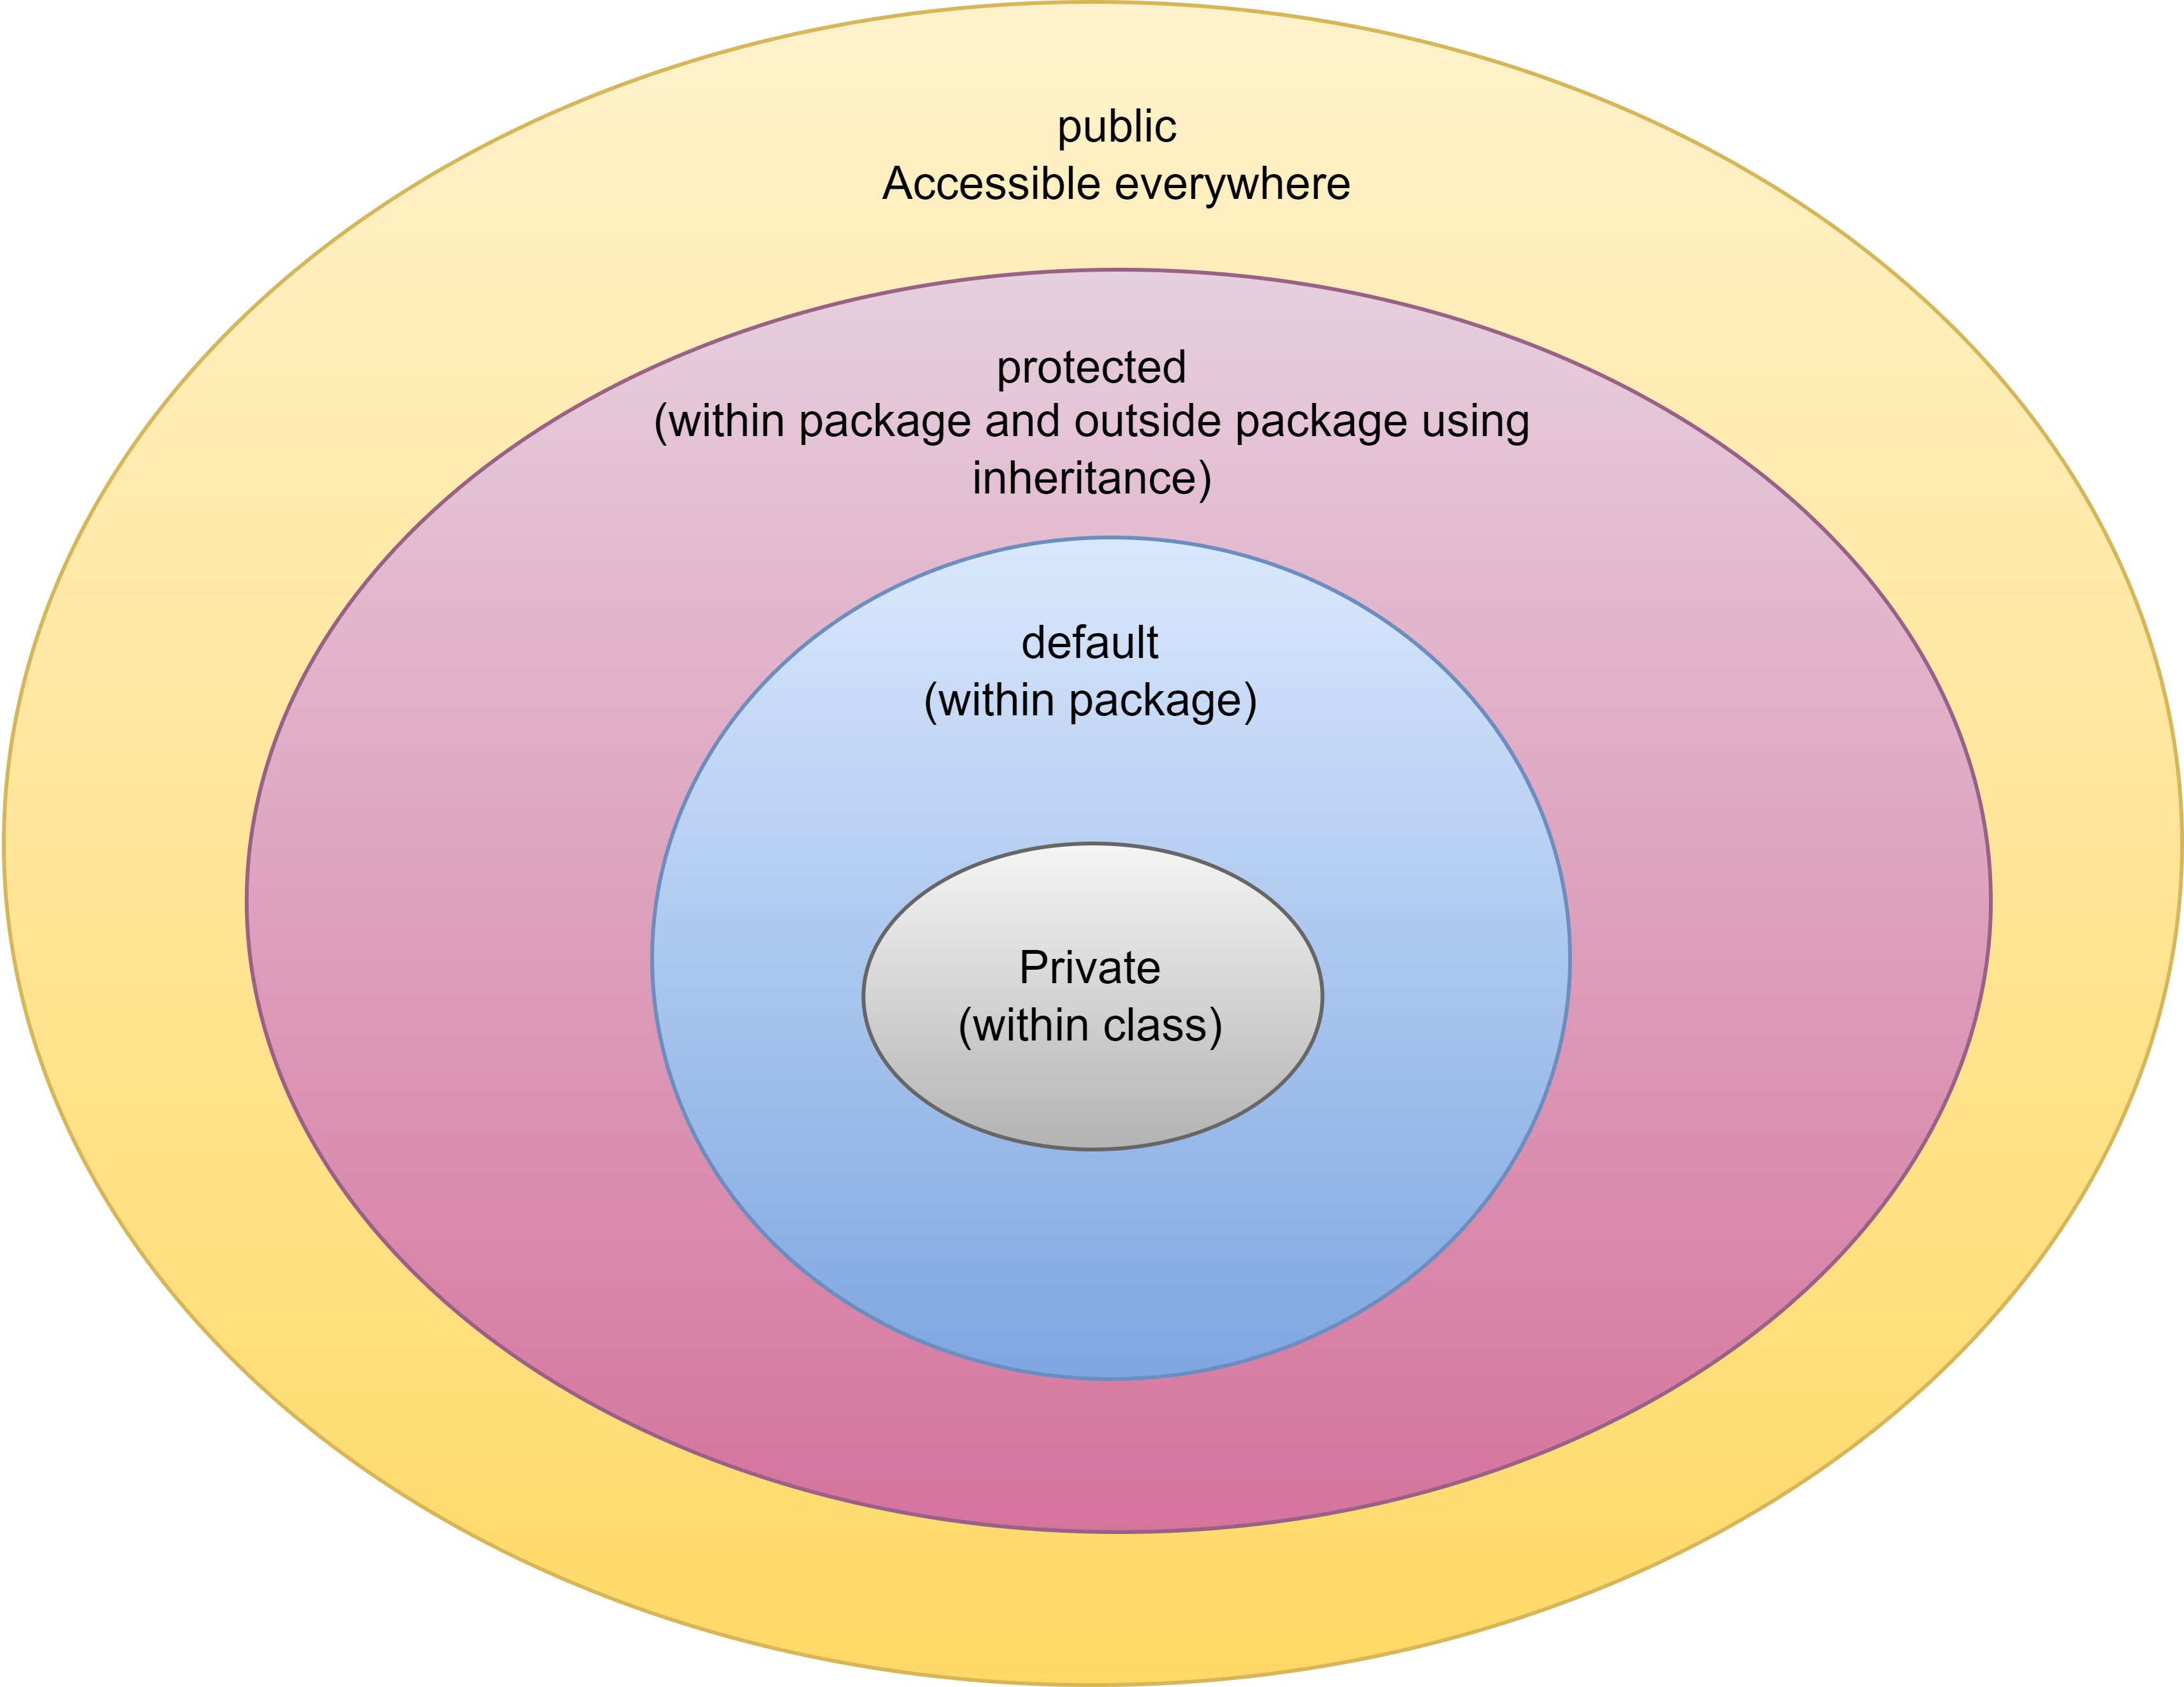 public
Accessible everywhere
protected
(within package and outside package using
inheritance)
default
(within package)
Private
(within class)